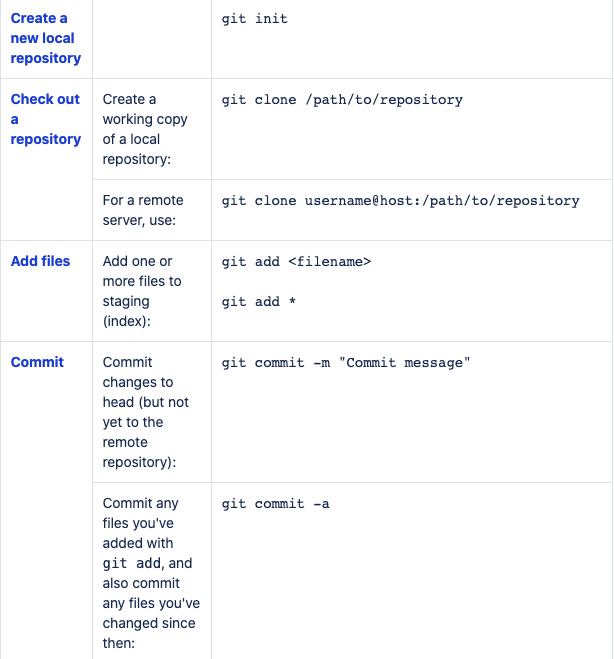 Create a
new local
repository
git init
Check out
a
repository
Create a
working copy
of a local
repository:
git clone /path/to/repository
For a remote
server, use:
git clone username@host:/path/to/repository
Add files
Add one or
more files to
staging
(index):
git add <filename>
git add *
Commit
Commit
changes to
head (but not
yet to the
remote
repository):
git commit -m "Commit message"
Commit any
files you've
added with
git add, and
also commit
any files you've
changed since
then:
git commit -a